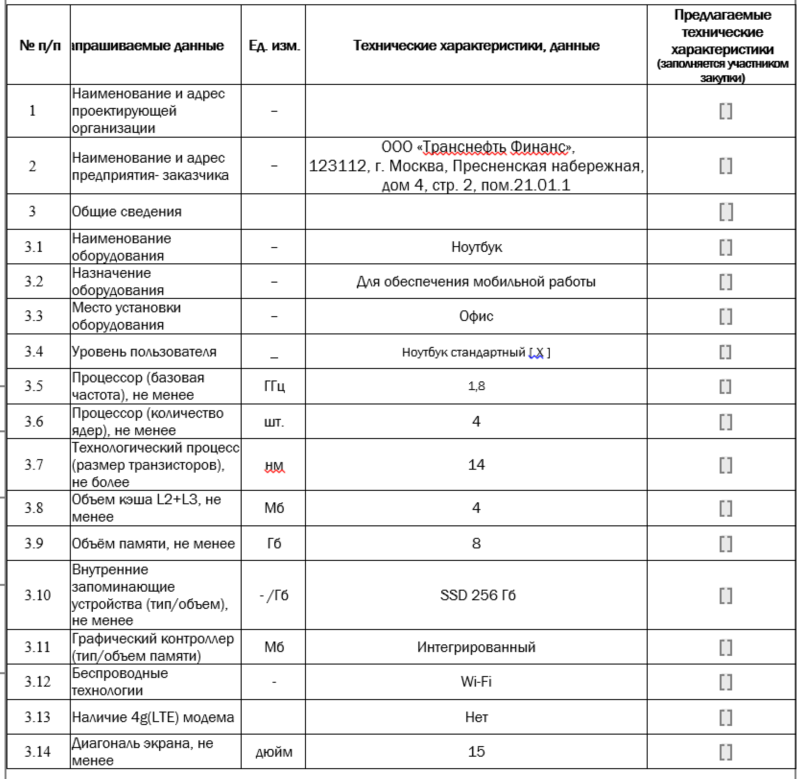 № п/п
апрашиваемые данные
Ед. изм.
Технические характеристики, данные
Предлагаемые
технические
характеристики
(заполняется участником
закупки)
1
Наименование и адрес
проектирующей
организации
–
[ ]
2
Наименование и адрес
предприятия- заказчика
–
ООО «Транснефть Финанс»,
123112, г. Москва, Пресненская набережная,
дом 4, стр. 2, пом.21.01.1
[ ]
3
Общие сведения
[ ]
3.1
Наименование
оборудования
–
Ноутбук
[ ]
3.2
Назначение
оборудования
–
Для обеспечения мобильной работы
[ ]
3.3
Место установки
оборудования
–
Офис
[ ]
3.4
Уровень пользователя
_
Ноутбук стандартный [ X ]
[ ]
3.5
Процессор (базовая
частота), не менее
ГГц
1,8
[ ]
3.6
Процессор (количество
ядер), не менее
шт.
4
[ ]
3.7
Технологический процесс
(размер транзисторов),
не более
нм
14
[ ]
3.8
Объем кэша L2+L3, не
менее
Мб
4
[ ]
3.9
Объём памяти, не менее
Гб
8
[ ]
3.10
Внутренние
запоминающие
устройства (тип/объем),
не менее
- /Гб
SSD 256 Гб
[ ]
3.11
Графический контроллер
(тип/объем памяти)
Мб
Интегрированный
[ ]
3.12
Беспроводные
технологии
-
Wi-Fi
[ ]
3.13
Наличие 4g(LTE) модема
Нет
[ ]
3.14
Диагональ экрана, не
менее
дюйм
15
[ ]